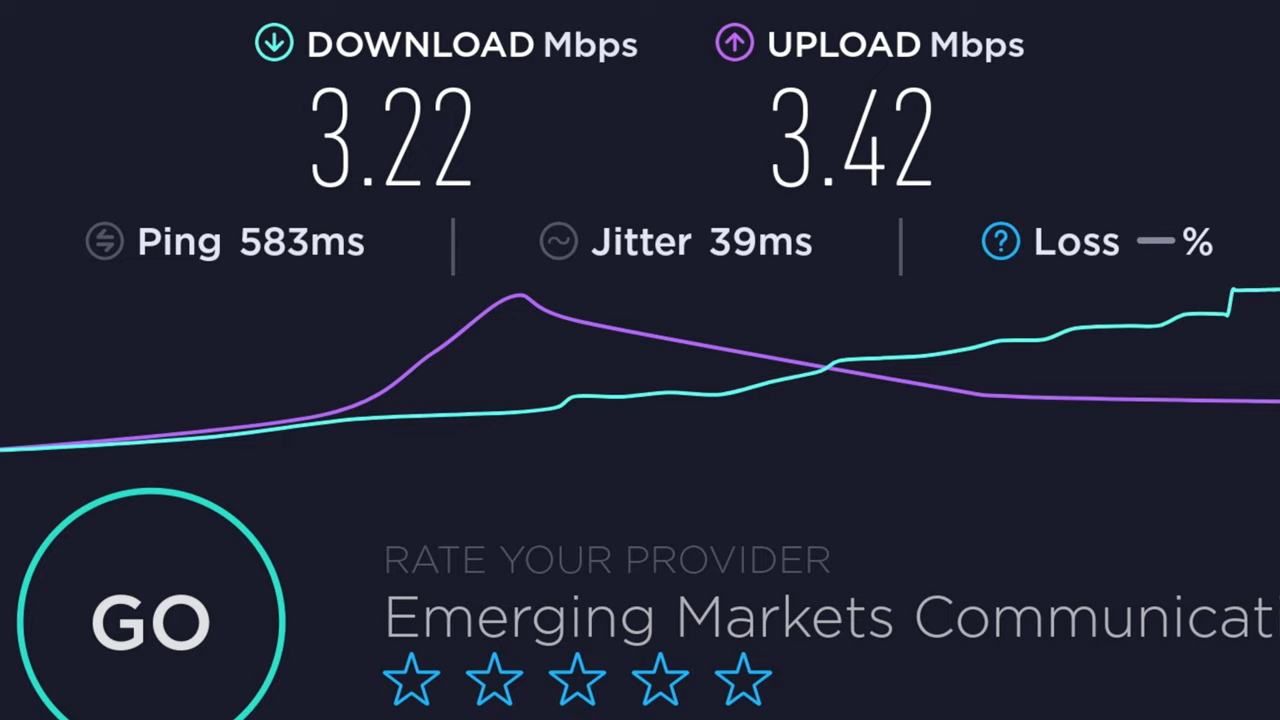 DOWNLOAD Mbps UPLOAD Mbps
3.22 3.42
Ping 583ms Jitter 39ms Loss —%
GO
RATE YOUR PROVIDER
Emerging Markets Communicat